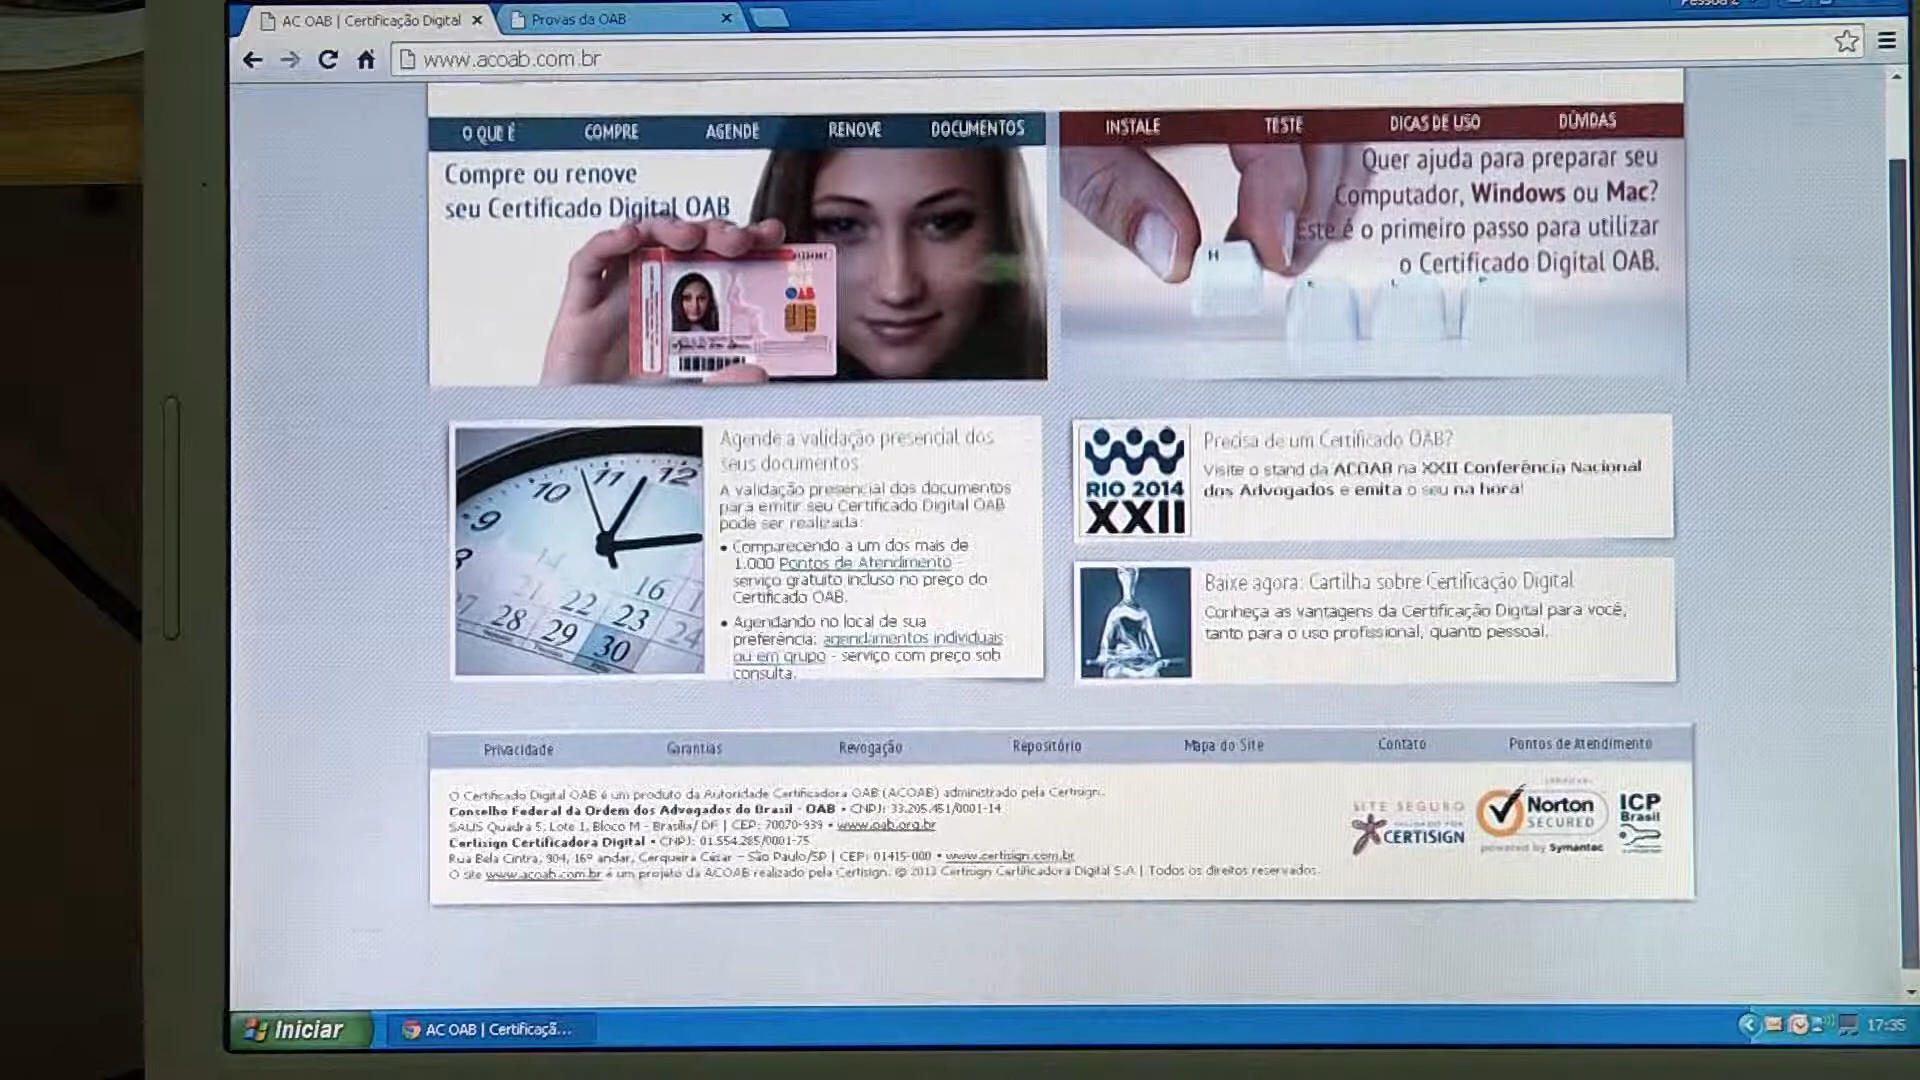 AC OAB | Certificação Digital
Provas da OAB
www.acoab.com.br
O QUE É COMPRE AGENDE RENOVE DOCUMENTOS
INSTALE TESTE DICAS DE USO DÚVIDAS
Compre ou renove
seu Certificado Digital OAB
Quer ajuda para preparar seu
Computador, Windows ou Mac?
Este é o primeiro passo para utilizar
o Certificado Digital OAB.
H
Agende a validação presencial dos
seus documentos
A validação presencial dos documentos
para emitir seu Certificado Digital OAB
pode ser realizada:
• Comparecendo a um dos mais de
1.000 Pontos de Atendimento -
serviço gratuito incluso no preço do
Certificado OAB.
• Agendando no local de sua
preferência: agendamentos individuais
ou em grupo - serviço com preço sob
consulta.
9 10 11 12
16
21 22 23 24
28 29 30
RIO 2014
XXII
Precisa de um Certificado OAB?
Visite o stand da ACOAB na XXII Conferência Nacional
dos Advogados e emita o seu na hora!
Baixe agora: Cartilha sobre Certificação Digital
Conheça as vantagens da Certificação Digital para você,
tanto para o uso profissional, quanto pessoal.
Privacidade Garantias Revogação Repositório Mapa do Site Contato Pontos de Atendimento
O Certificado Digital OAB é um produto da Autoridade Certificadora OAB (ACOAB) administrado pela Certisign.
Conselho Federal da Ordem dos Advogados do Brasil - OAB • CNPJ: 33.205.451/0001-14
SAUS Quadra 5, Lote 1, Bloco M - Brasília/ DF | CEP: 70070-939 • www.oab.org.br
Certisign Certificadora Digital • CNPJ: 01.554.285/0001-75
Rua Bela Cintra, 904, 16º andar, Cerqueira César - São Paulo/SP | CEP: 01415-000 • www.certisign.com.br
O site www.acoab.com.br é um projeto da ACOAB realizado pela Certisign. © 2013 Certisign Certificadora Digital S.A | Todos os direitos reservados.
SITE SEGURO
CERTISIGN
Norton
SECURED
powered by Symantec
ICP
Brasil
Iniciar
AC OAB | Certificaçã...
17:35